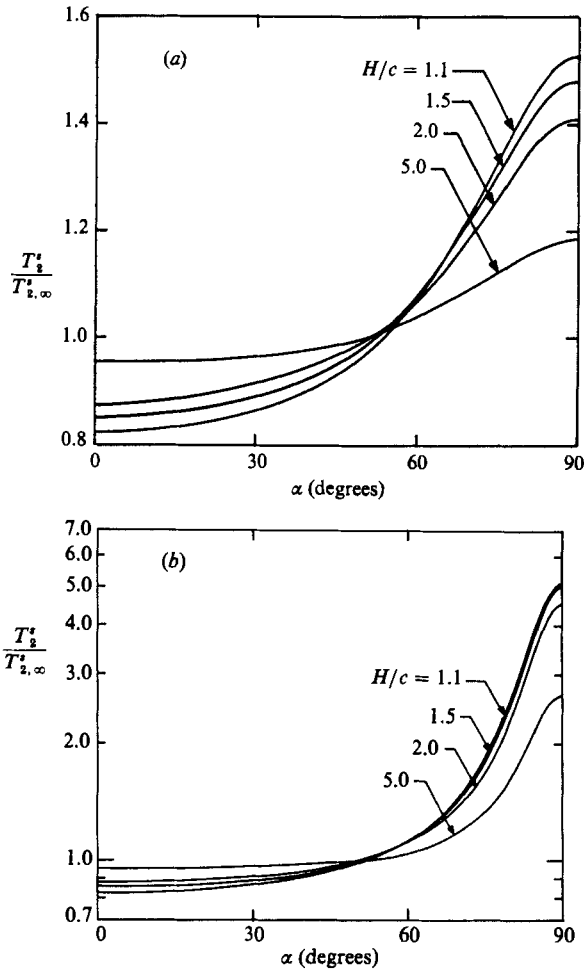 1.6
(a)
H/c = 1.1
1.5
1.4
2.0
5.0
1.2
T₂ˢ
T₂,∞ˢ
1.0
0.8
0 30 60 90
α (degrees)
7.0
6.0
(b)
5.0
4.0
T₂ˢ
T₂,∞ˢ
3.0
H/c = 1.1
1.5
2.0
2.0
5.0
1.0
0.7
0 30 60 90
α (degrees)